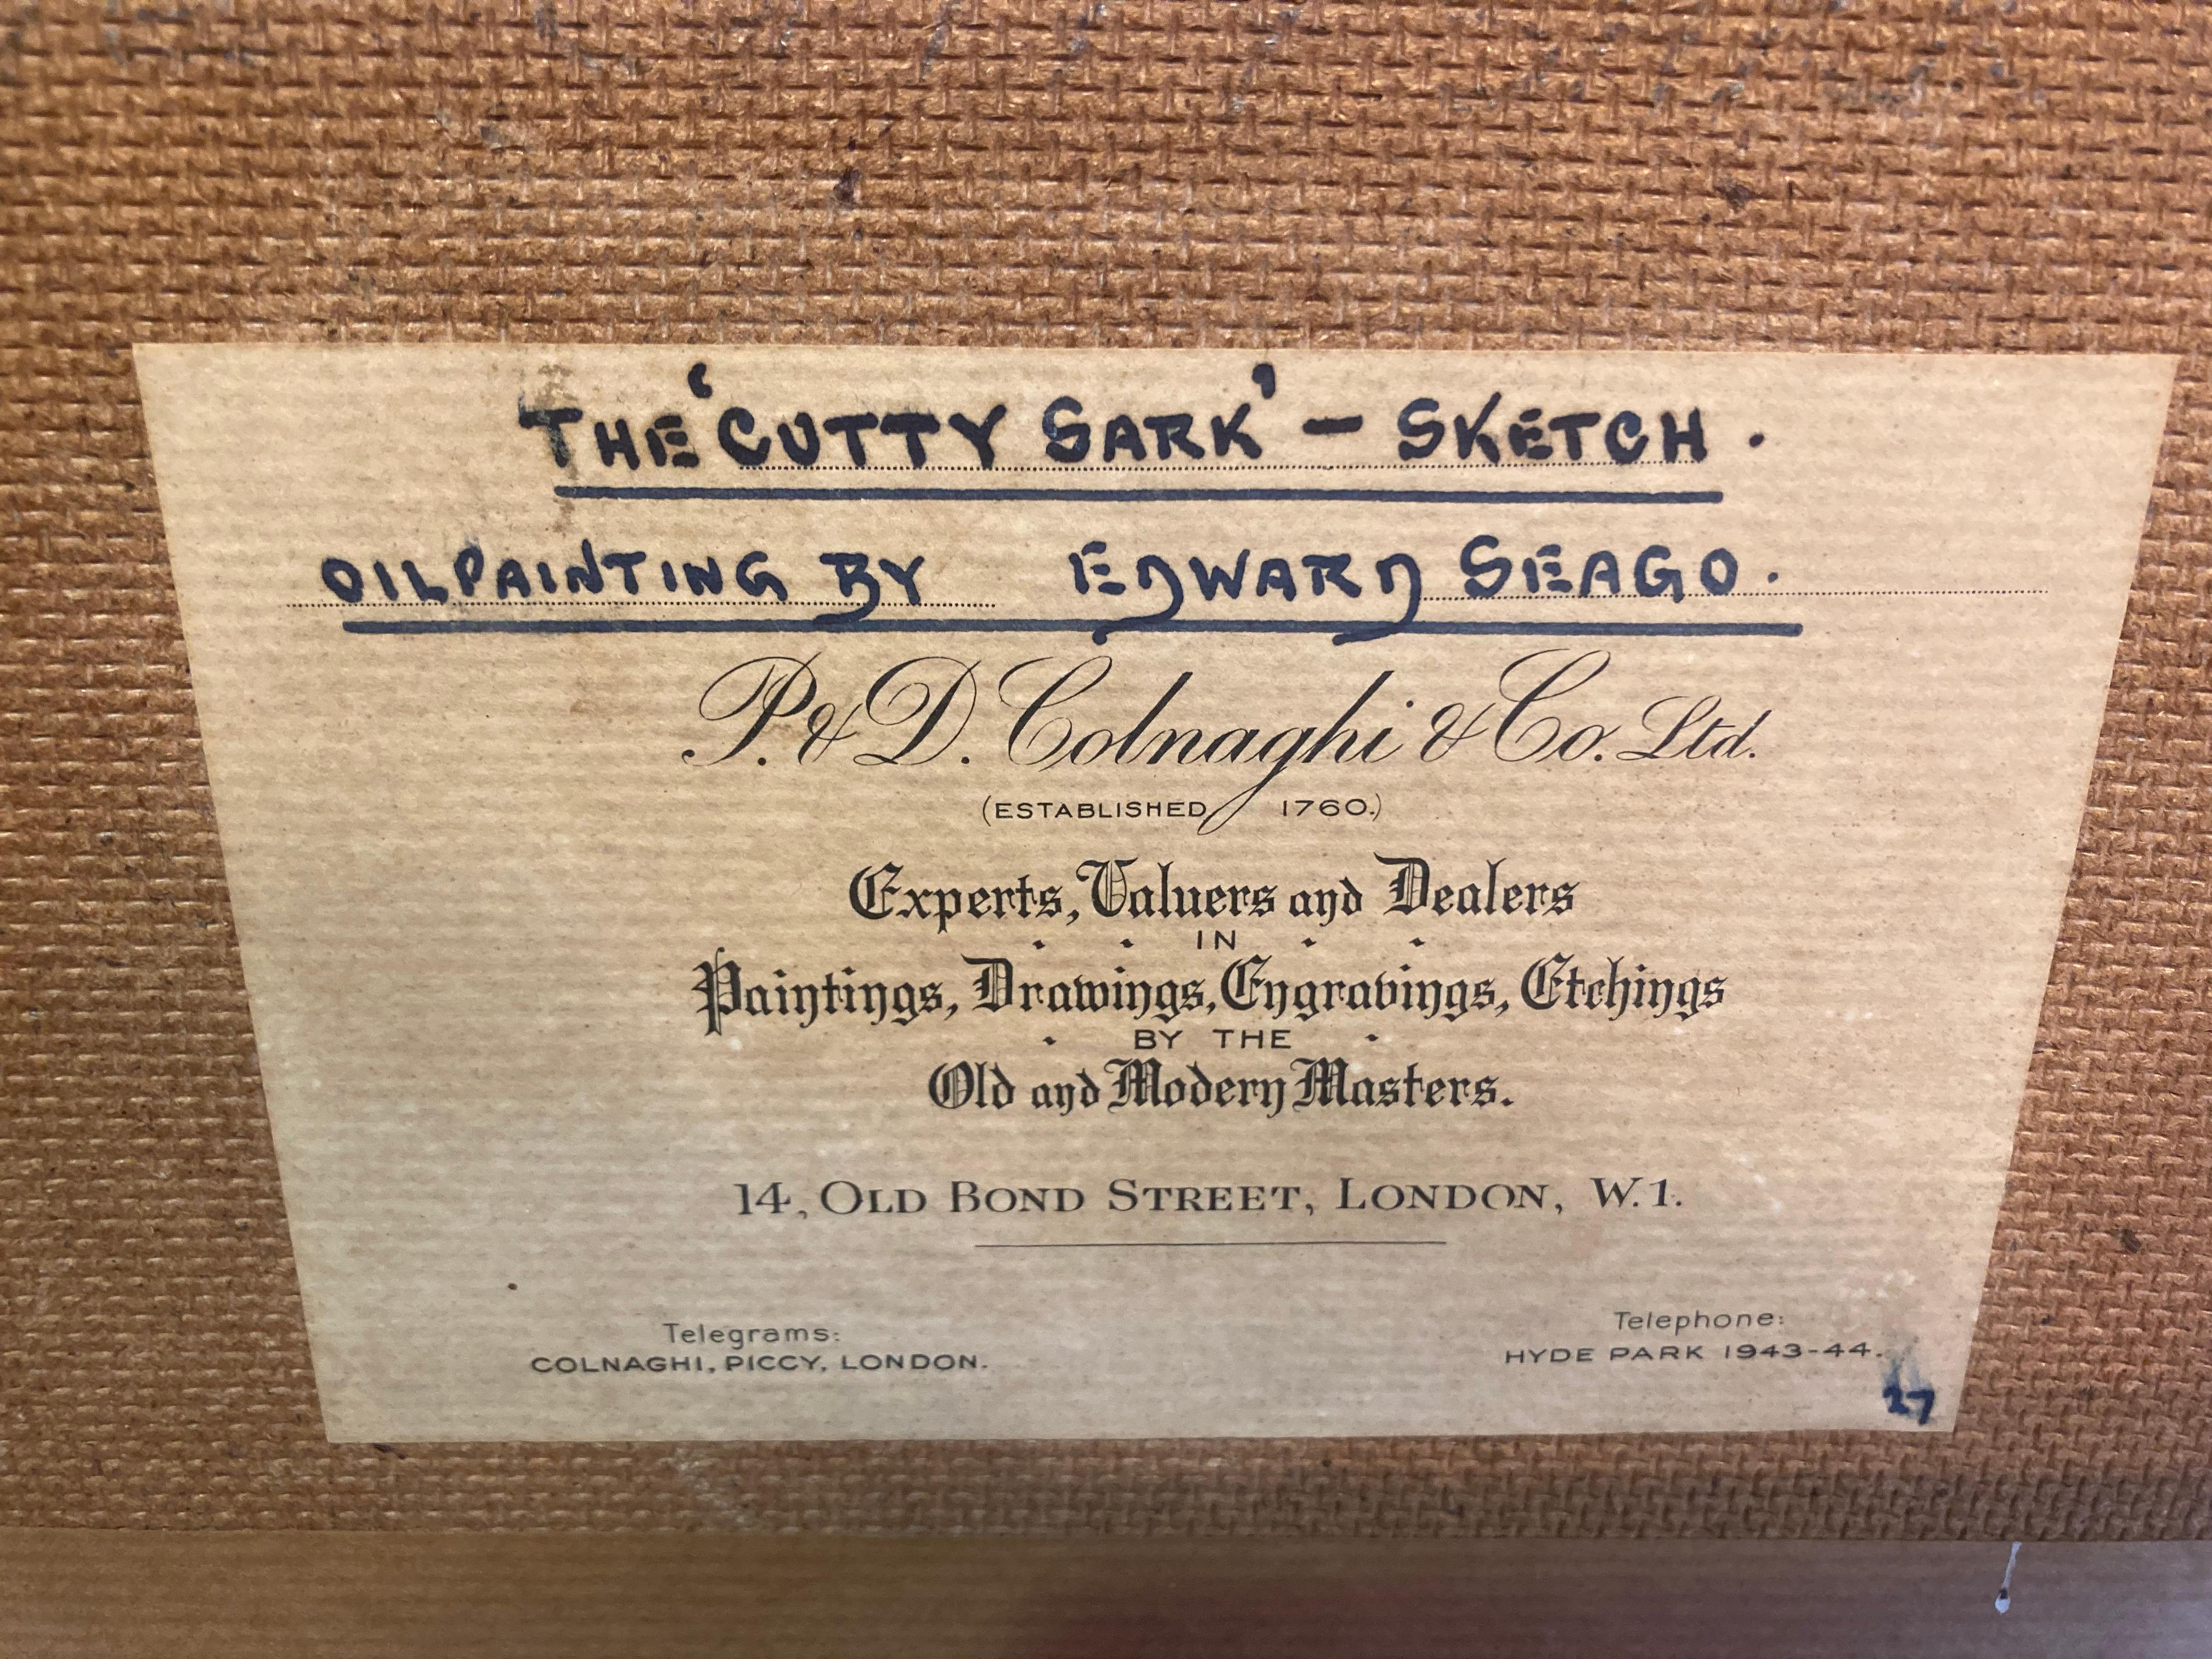 THE 'CUTTY SARK' - SKETCH.
OILPAINTING BY EDWARD SEAGO.
P. & D. Colnaghi & Co. Ltd.
(ESTABLISHED 1760.)
Experts, Valuers and Dealers
IN
Paintings, Drawings, Engravings, Etchings
BY THE
Old and Modern Masters.
14, OLD BOND STREET, LONDON, W.1.
Telegrams:
COLNAGHI, PICCY, LONDON.
Telephone:
HYDE PARK 1943-44.
27